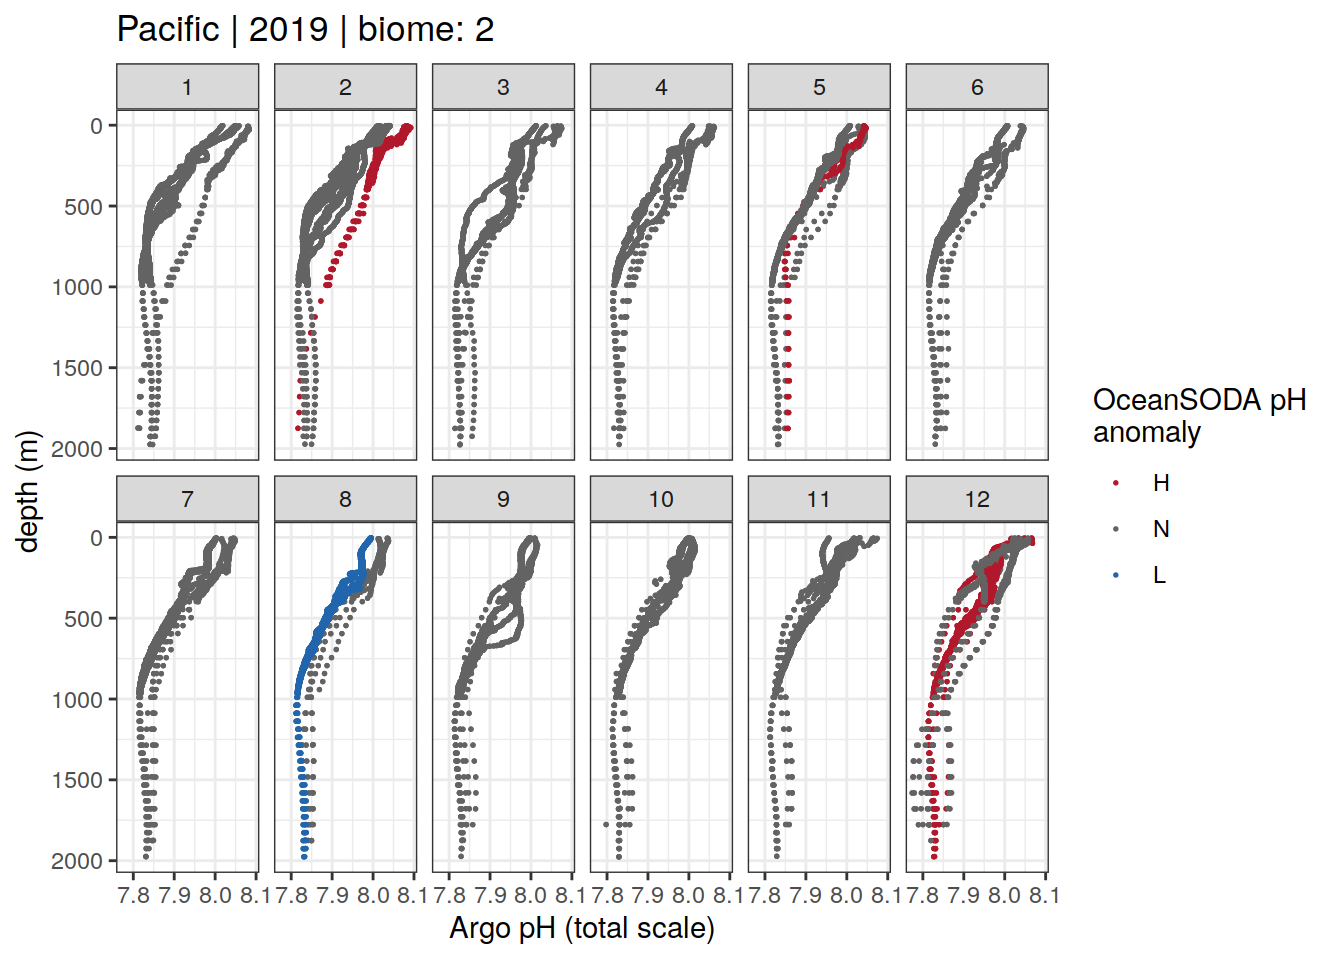 Pacific | 2019 | biome: 2
1 2 3 4 5 6
0
500
1000
1500
2000
7 8 9 10 11 12
0
500
1000
1500
2000
7.8 7.9 8.0 8.1 7.8 7.9 8.0 8.1 7.8 7.9 8.0 8.1 7.8 7.9 8.0 8.1 7.8 7.9 8.0 8.1 7.8 7.9 8.0 8.1
Argo pH (total scale)
depth (m)
OceanSODA pH
anomaly
H
N
L